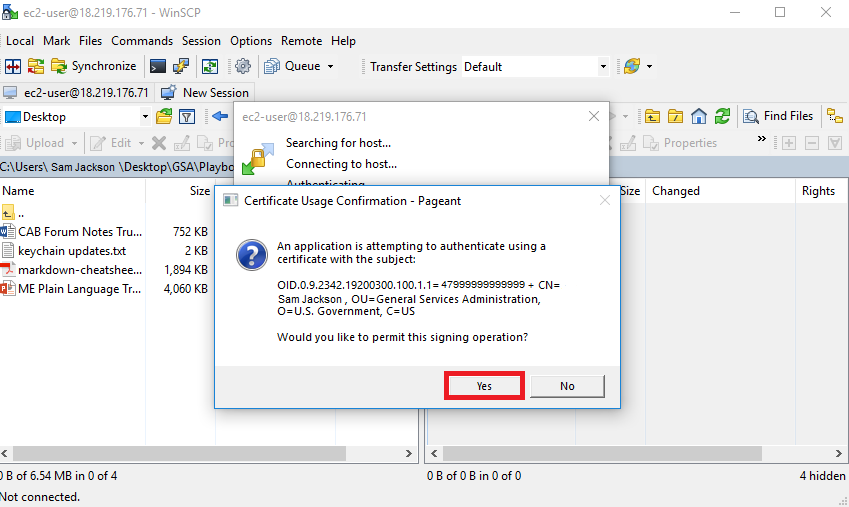 ec2-user@18.219.176.71 - WinSCP
Local Mark Files Commands Session Options Remote Help
Synchronize Queue Transfer Settings Default
ec2-user@18.219.176.71 New Session
Desktop Find Files
Upload Edit Prop Properties »
C:\Users\ Sam Jackson \Desktop\GSA\Playbo
Name Size
..
CAB Forum Notes Tru... 752 KB
keychain updates.txt 2 KB
markdown-cheatshee... 1,894 KB
ME Plain Language Tr... 4,060 KB
Size Changed Rights
ec2-user@18.219.176.71
Searching for host...
Connecting to host...
Authenticating
Certificate Usage Confirmation - Pageant
An application is attempting to authenticate using a
certificate with the subject:
OID.0.9.2342.19200300.100.1.1= 47999999999999 + CN=
Sam Jackson , OU=General Services Administration,
O=U.S. Government, C=US
Would you like to permit this signing operation?
Yes No
0 B of 6.54 MB in 0 of 4 0 B of 0 B in 0 of 0 4 hidden
Not connected.